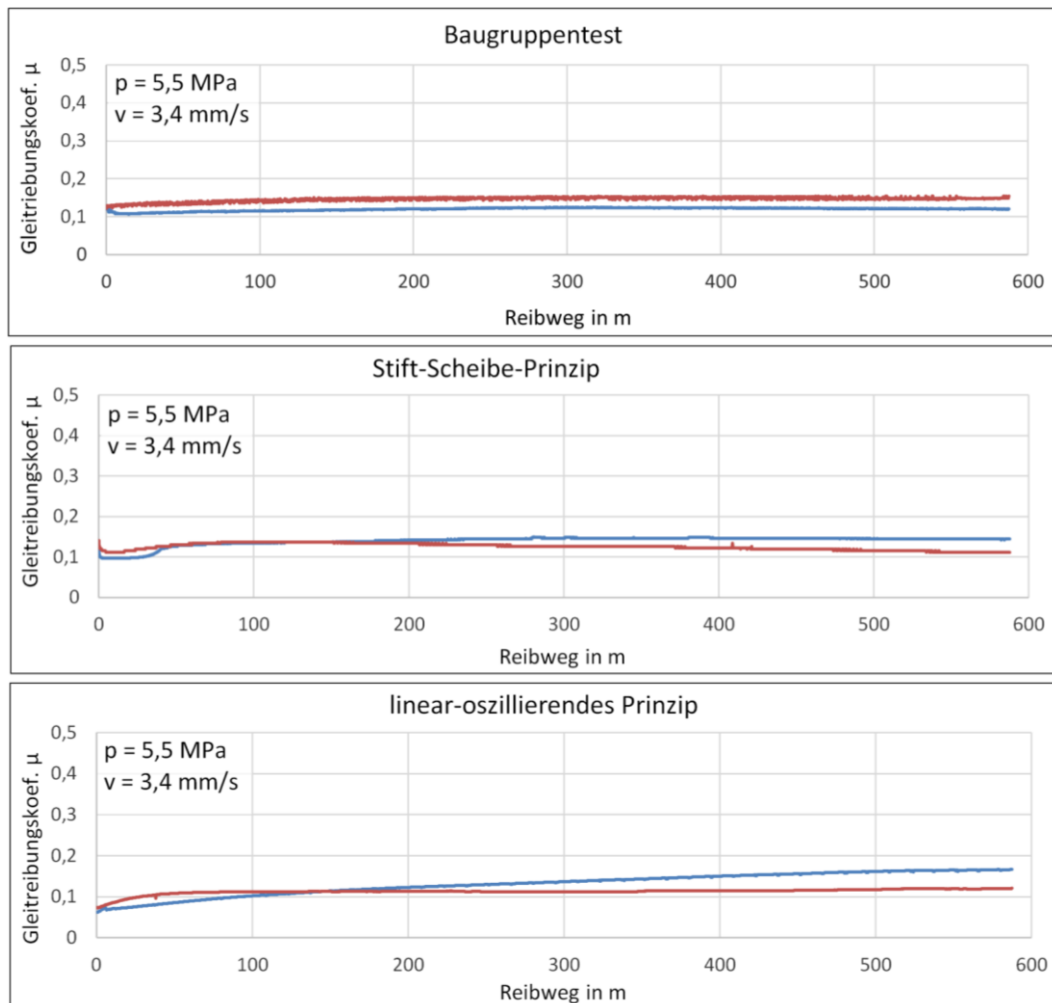 Baugruppentest
Gleitriebungskoef. µ
0,5
0,4
0,3
0,2
0,1
0
p = 5,5 MPa
v = 3,4 mm/s
0 100 200 300 400 500 600
Reibweg in m
Stift-Scheibe-Prinzip
Gleitreibungskoef. µ
0,5
0,4
0,3
0,2
0,1
0
p = 5,5 MPa
v = 3,4 mm/s
0 100 200 300 400 500 600
Reibweg in m
linear-oszillierendes Prinzip
Gleitreibungskoef. µ
0,5
0,4
0,3
0,2
0,1
0
p = 5,5 MPa
v = 3,4 mm/s
0 100 200 300 400 500 600
Reibweg in m